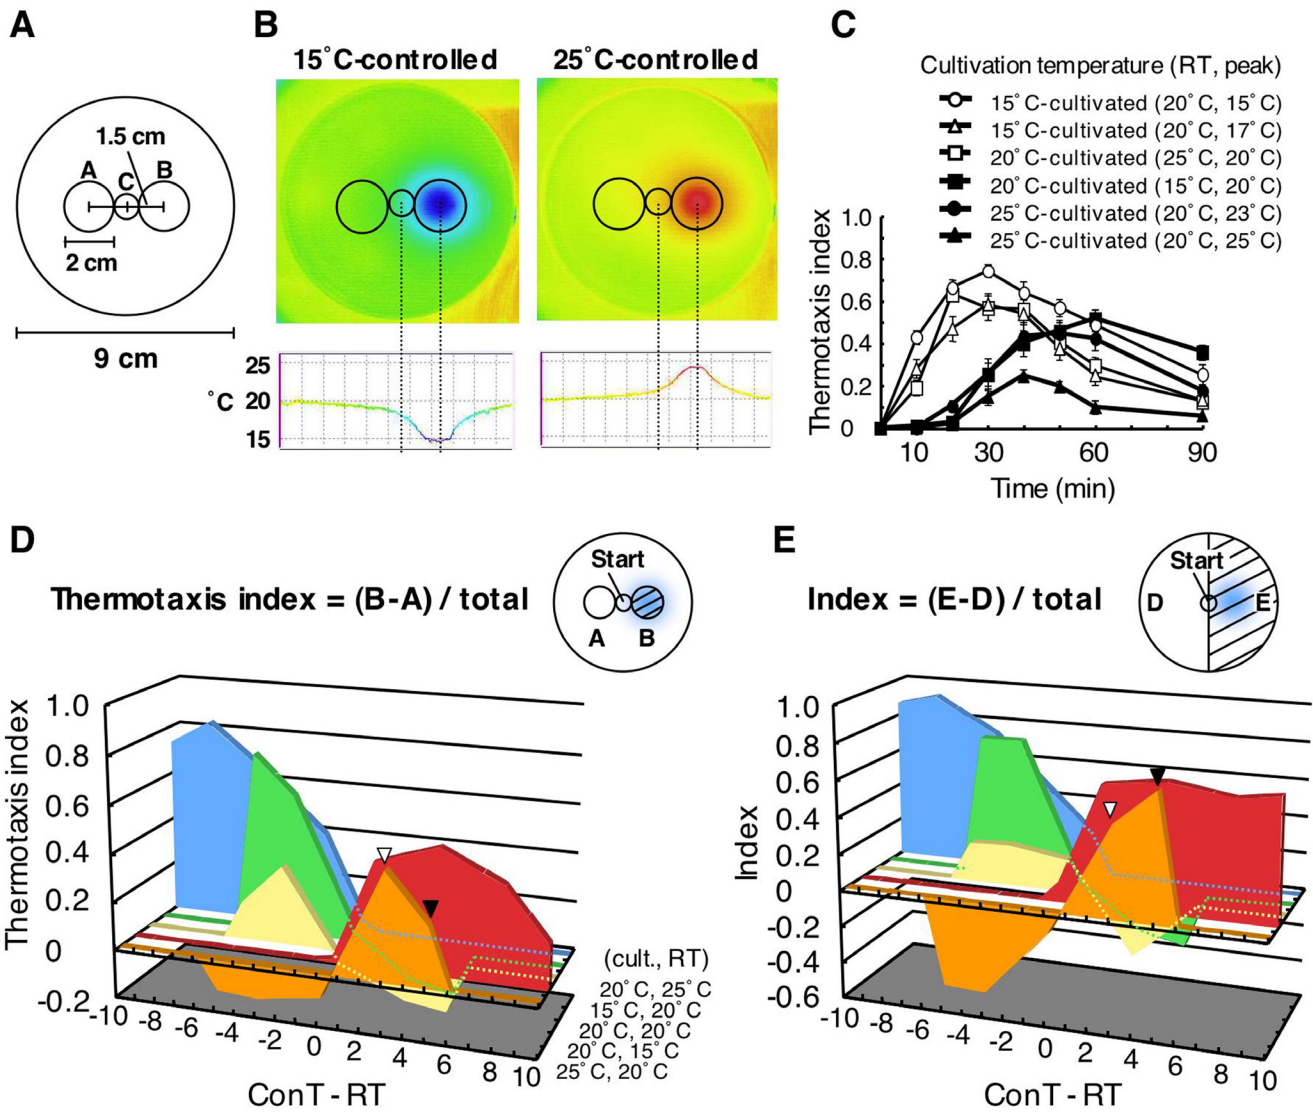 A
B
C
15°C-controlled
25°C-controlled
Cultivation temperature (RT, peak)
15°C-cultivated (20°C, 15°C)
15°C-cultivated (20°C, 17°C)
20°C-cultivated (25°C, 20°C)
20°C-cultivated (15°C, 20°C)
25°C-cultivated (20°C, 23°C)
25°C-cultivated (20°C, 25°C)
1.5 cm
A
C
B
2 cm
9 cm
°C
25
20
15
Thermotaxis index
1.0
0.8
0.6
0.4
0.2
0
10
30
60
90
Time (min)
D
Thermotaxis index = (B-A) / total
Start
A
B
Thermotaxis index
1.0
0.8
0.6
0.4
0.2
0
-0.2
-10
-8
-6
-4
-2
0
2
4
6
8
10
ConT - RT
(cult., RT)
20°C, 25°C
15°C, 20°C
20°C, 20°C
20°C, 15°C
25°C, 20°C
E
Index = (E-D) / total
Start
D
E
Index
1.0
0.8
0.6
0.4
0.2
0
-0.2
-0.4
-0.6
-10
-8
-6
-4
-2
0
2
4
6
8
10
ConT - RT